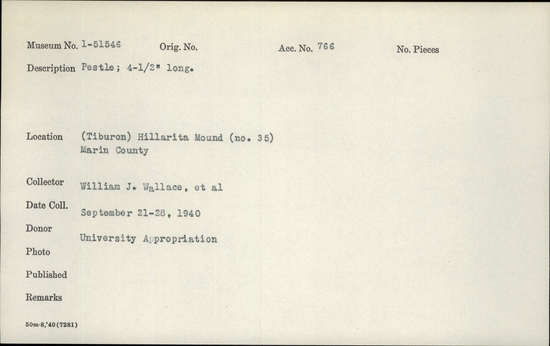 Museum No. 1-51546 Orig. No. Acc. No. 766 No. Pieces
Description Pestle; 4-1/2" long.
Location (Tiburon) Hillarita Mound (no. 35)
Marin County
Collector William J. Wallace, et al
Date Coll. September 21-28, 1940
Donor University Appropriation
Photo
Published
Remarks
50m-8,'40(7281)